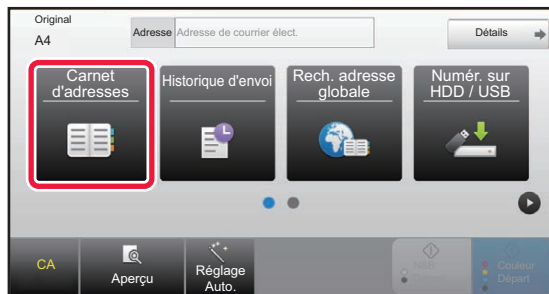 Original
A4
Adresse
Adresse de courrier élect.
Détails
Carnet
d'adresses
Historique d'envoi
Rech. adresse
globale
Numér. sur
HDD / USB
CA
Aperçu
Réglage
Auto.
N&B
Départ
Couleur
Départ